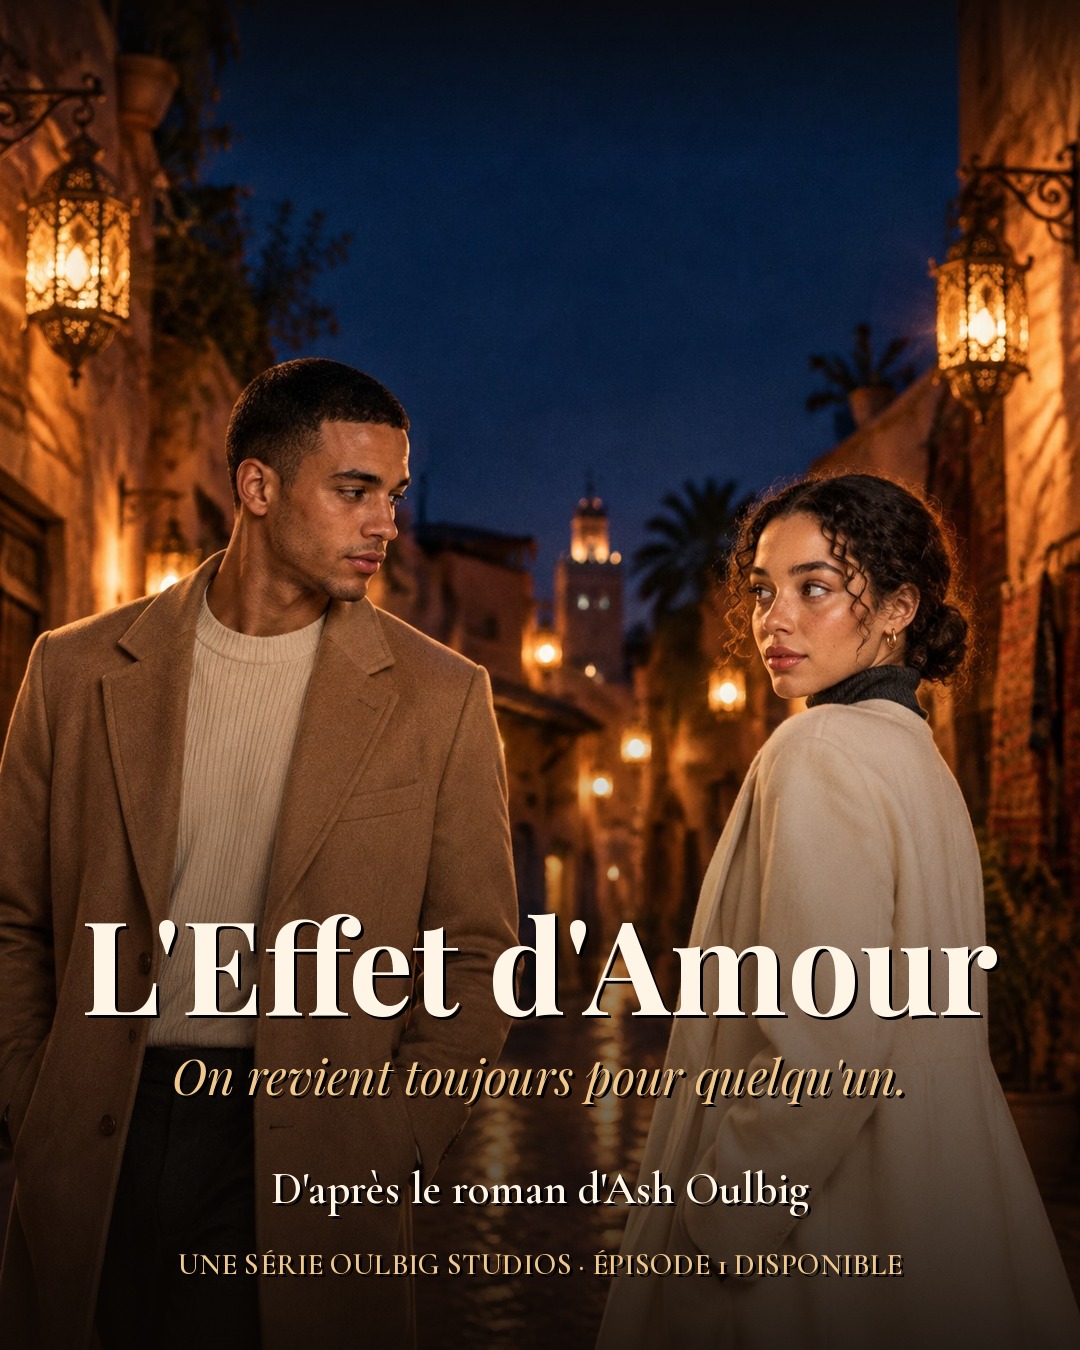 L'Effet d'Amour
On revient toujours pour quelqu'un.
D'après le roman d'Ash Oulbig
UNE SÉRIE OULBIG STUDIOS · ÉPISODE 1 DISPONIBLE